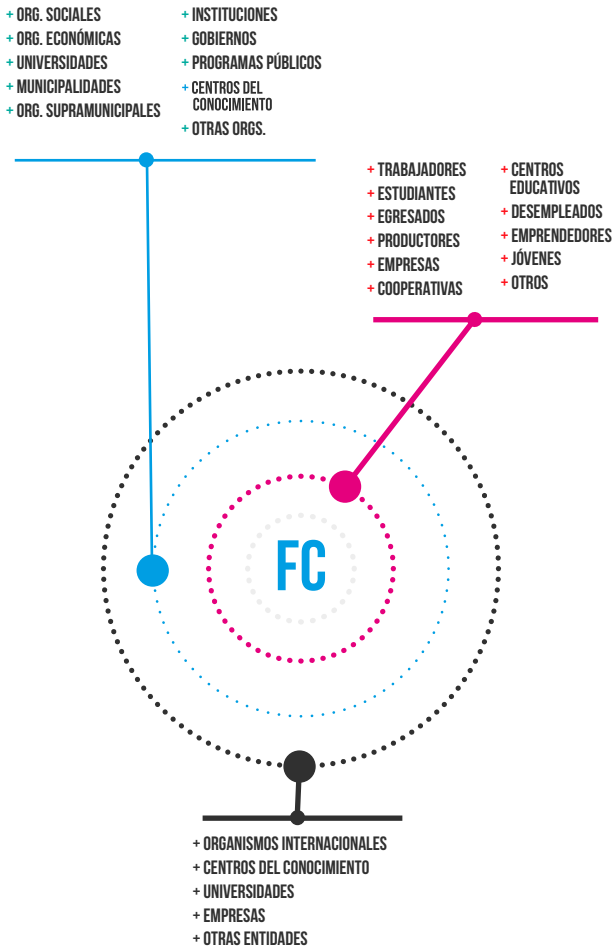 + ORG. SOCIALES
+ ORG. ECONÓMICAS
+ UNIVERSIDADES
+ MUNICIPALIDADES
+ ORG. SUPRAMUNICIPALES
+ INSTITUCIONES
+ GOBIERNOS
+ PROGRAMAS PÚBLICOS
+ CENTROS DEL
CONOCIMIENTO
+ OTRAS ORGS.
+ TRABAJADORES
+ ESTUDIANTES
+ EGRESADOS
+ PRODUCTORES
+ EMPRESAS
+ COOPERATIVAS
+ CENTROS
EDUCATIVOS
+ DESEMPLEADOS
+ EMPRENDEDORES
+ JÓVENES
+ OTROS
FC
+ ORGANISMOS INTERNACIONALES
+ CENTROS DEL CONOCIMIENTO
+ UNIVERSIDADES
+ EMPRESAS
+ OTRAS ENTIDADES